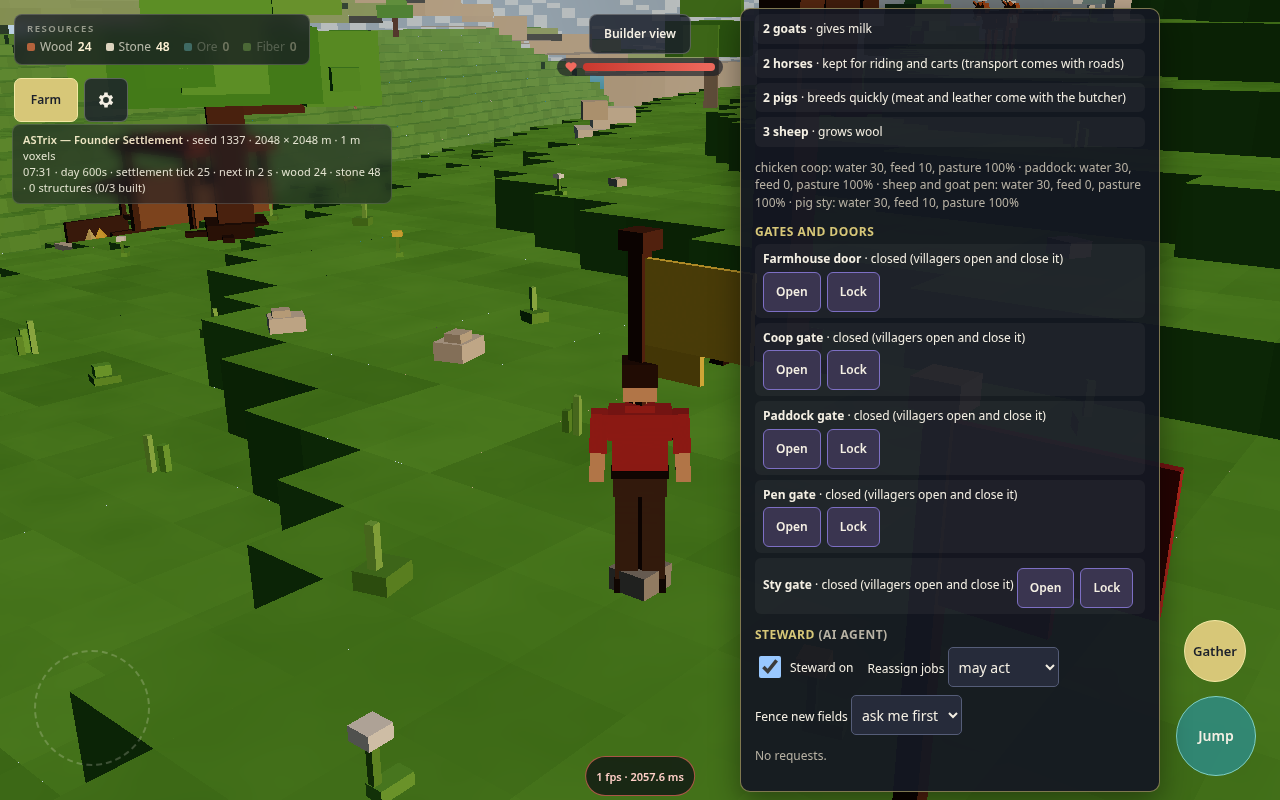 RESOURCES
Wood 24 Stone 48 Ore 0 Fiber 0
Farm
ASTrix — Founder Settlement · seed 1337 · 2048 × 2048 m · 1 m
voxels
07:31 · day 600s · settlement tick 25 · next in 2 s · wood 24 · stone 48
· 0 structures (0/3 built)
Builder view
2 goats · gives milk
2 horses · kept for riding and carts (transport comes with roads)
2 pigs · breeds quickly (meat and leather come with the butcher)
3 sheep · grows wool
chicken coop: water 30, feed 10, pasture 100% · paddock: water 30,
feed 0, pasture 100% · sheep and goat pen: water 30, feed 0, pasture
100% · pig sty: water 30, feed 10, pasture 100%
GATES AND DOORS
Farmhouse door · closed (villagers open and close it)
Open Lock
Coop gate · closed (villagers open and close it)
Open Lock
Paddock gate · closed (villagers open and close it)
Open Lock
Pen gate · closed (villagers open and close it)
Open Lock
Sty gate · closed (villagers open and close it) Open Lock
STEWARD (AI AGENT)
Steward on Reassign jobs may act
Fence new fields ask me first
No requests.
Gather
Jump
1 fps · 2057.6 ms